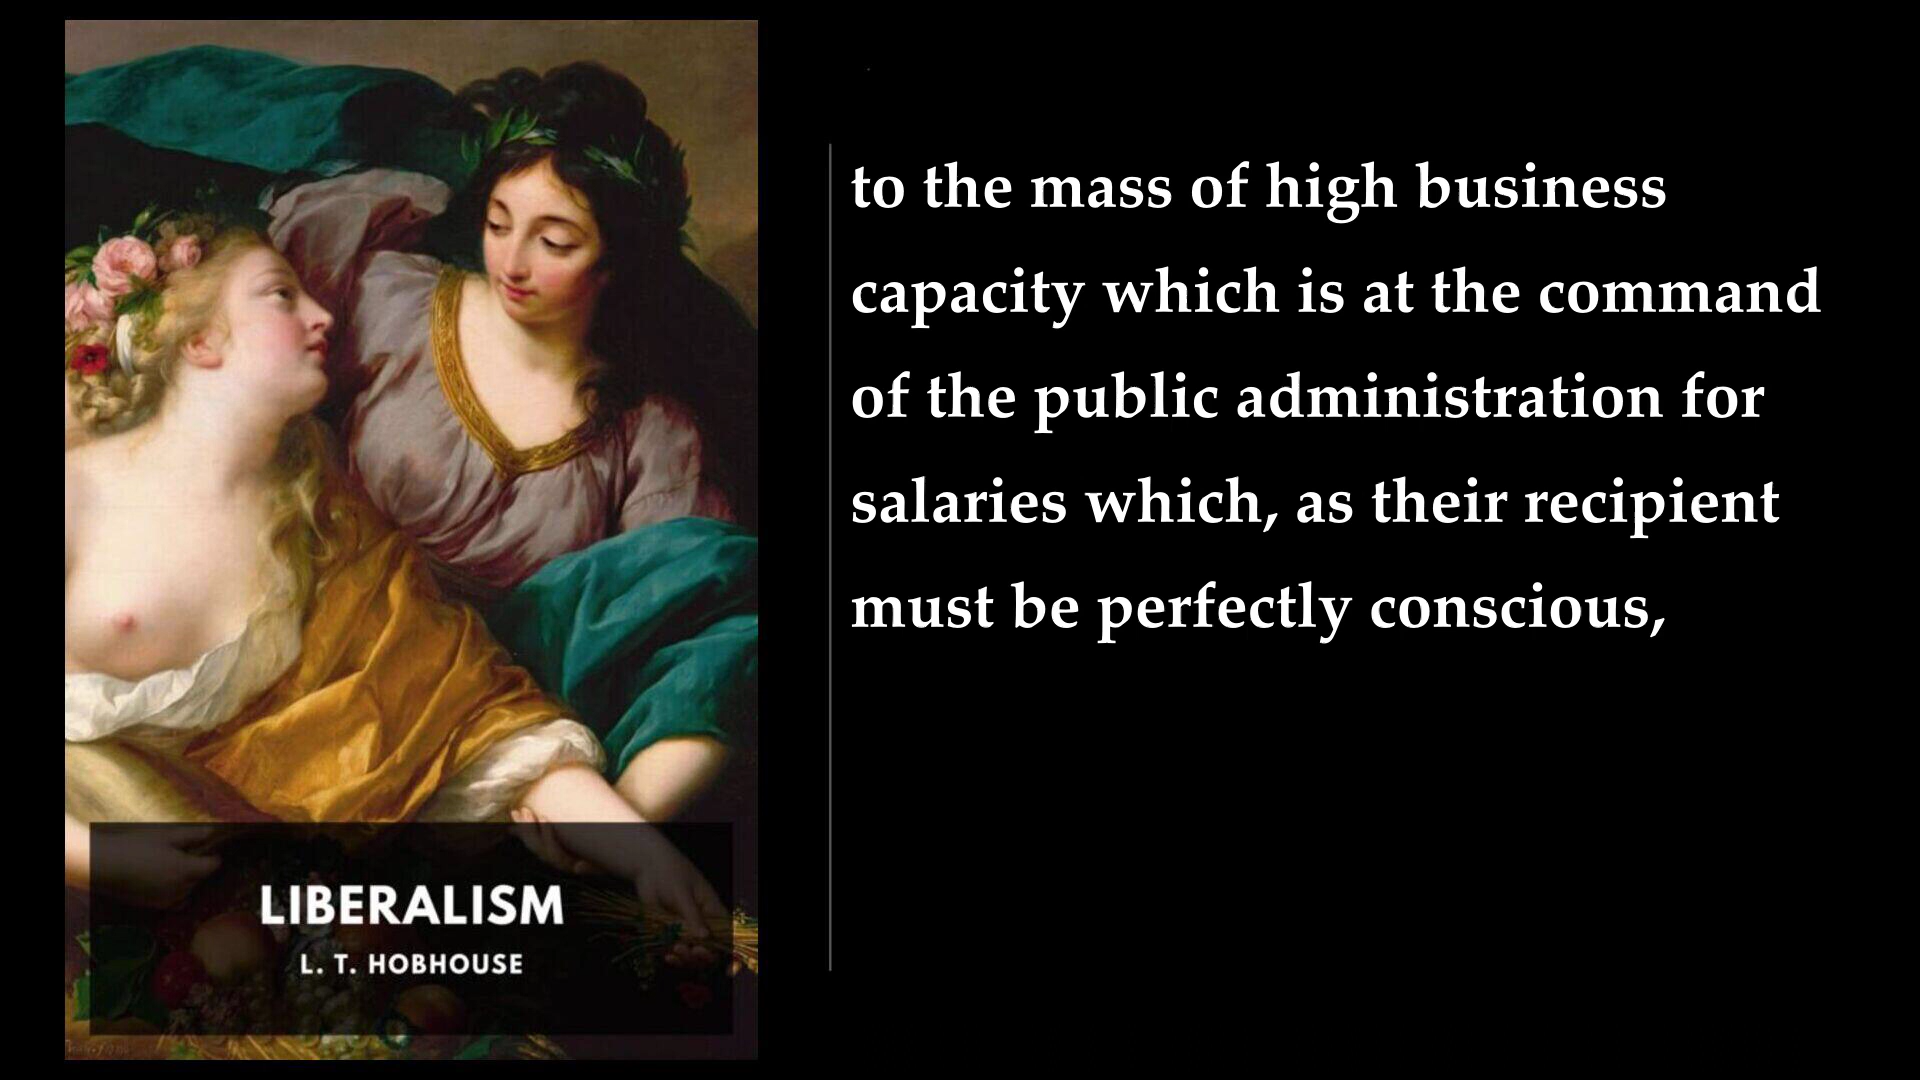 to the mass of high business
capacity which is at the command
of the public administration for
salaries which, as their recipient
must be perfectly conscious,
LIBERALISM
L. T. HOBHOUSE